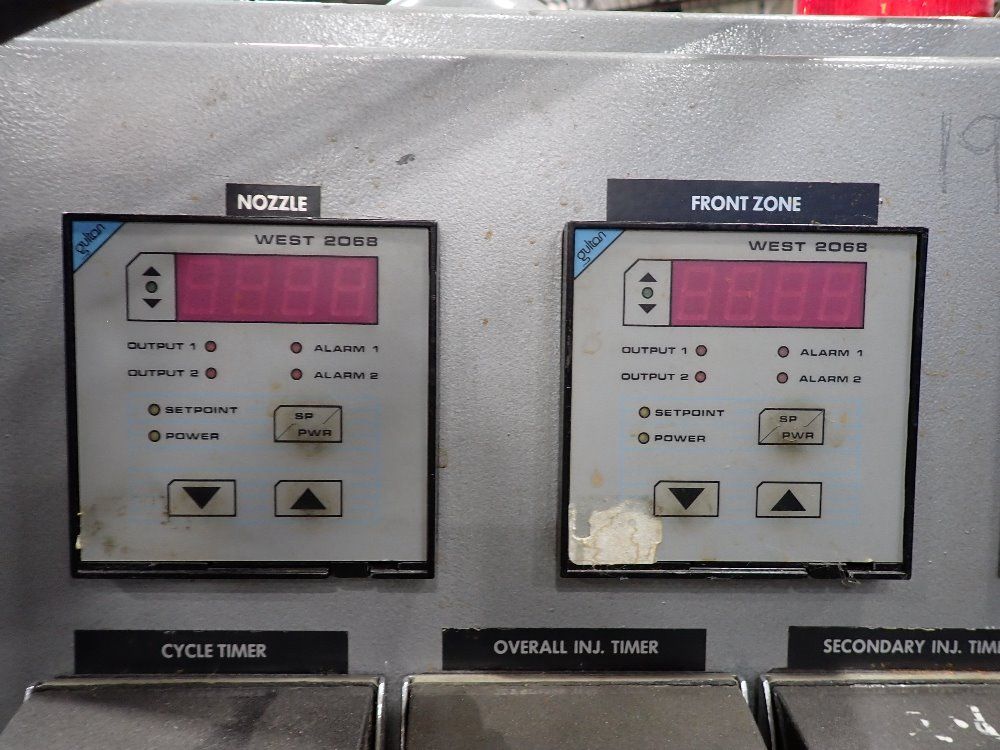 19
NOZZLE
FRONT ZONE
gulton
WEST 2068
OUTPUT 1
ALARM 1
OUTPUT 2
ALARM 2
SETPOINT
SP
PWR
POWER
gulton
WEST 2068
OUTPUT 1
ALARM 1
OUTPUT 2
ALARM 2
SETPOINT
SP
PWR
POWER
CYCLE TIMER
OVERALL INJ. TIMER
SECONDARY INJ. TIM